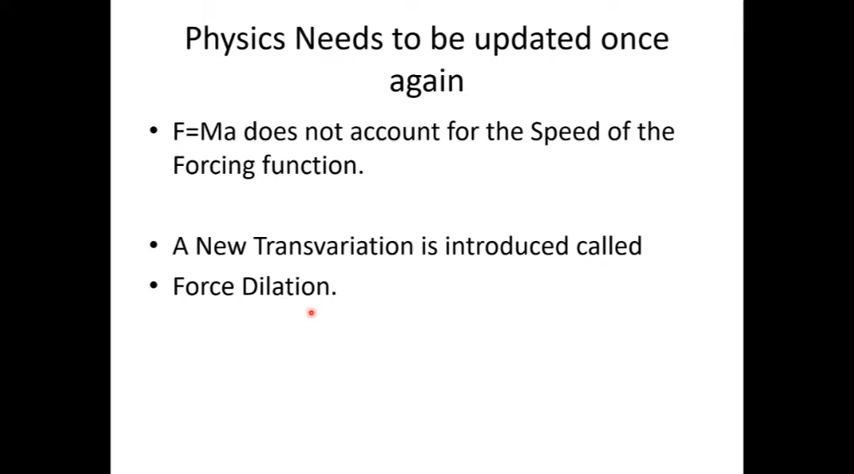 Physics Needs to be updated once
again
• F=Ma does not account for the Speed of the
Forcing function.
• A New Transvariation is introduced called
• Force Dilation.